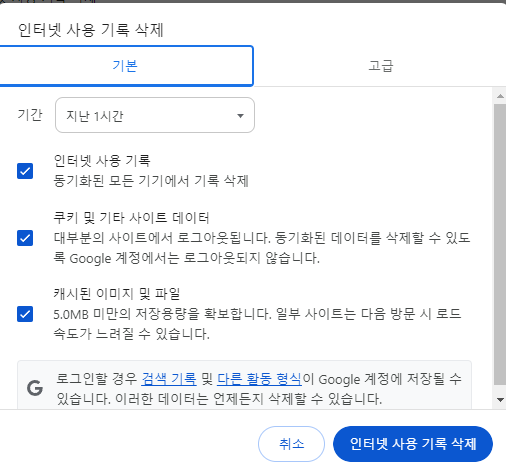 인터넷 사용 기록 삭제
기본
고급
기간
지난 1시간
인터넷 사용 기록
동기화된 모든 기기에서 기록 삭제
쿠키 및 기타 사이트 데이터
대부분의 사이트에서 로그아웃됩니다. 동기화된 데이터를 삭제할 수 있도
록 Google 계정에서는 로그아웃되지 않습니다.
캐시된 이미지 및 파일
5.0MB 미만의 저장용량을 확보합니다. 일부 사이트는 다음 방문 시 로드
속도가 느려질 수 있습니다.
G
로그인할 경우 검색 기록 및 다른 활동 형식이 Google 계정에 저장될 수
있습니다. 이러한 데이터는 언제든지 삭제할 수 있습니다.
취소
인터넷 사용 기록 삭제